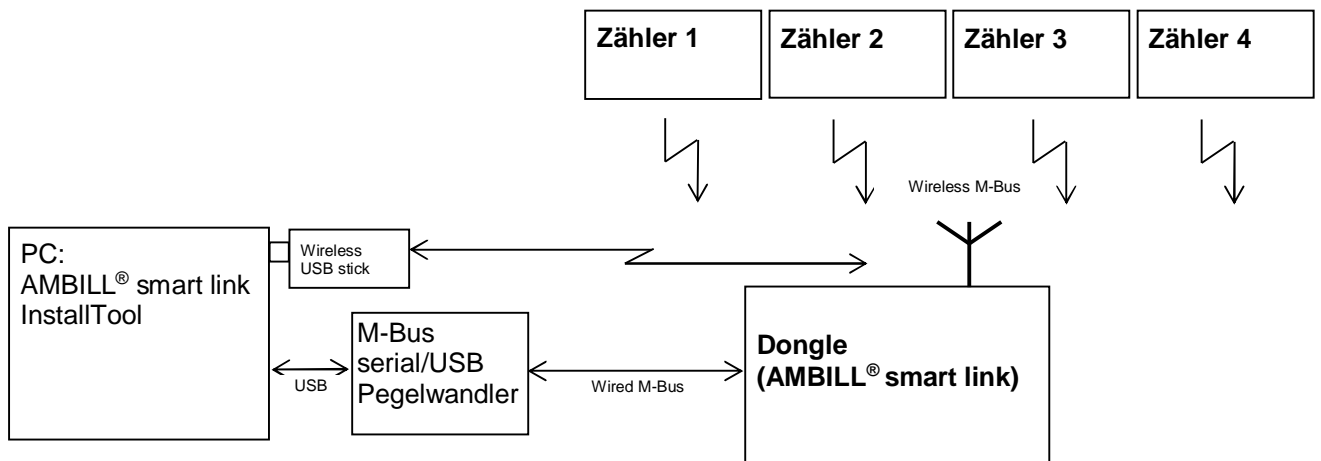 Zähler 1
Zähler 2
Zähler 3
Zähler 4
Wireless M-Bus
PC:
AMBILL® smart link
InstallTool
Wireless
USB stick
M-Bus
serial/USB
Pegelwandler
USB
Wired M-Bus
Dongle
(AMBILL® smart link)